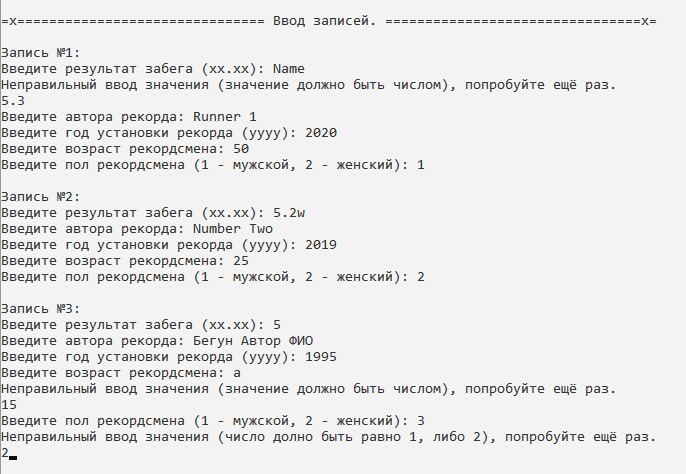 =x=============================== Ввод записей. ================================x=
Запись №1:
Введите результат забега (xx.xx): Name
Неправильный ввод значения (значение должно быть числом), попробуйте ещё раз.
5.3
Введите автора рекорда: Runner 1
Введите год установки рекорда (yyyy): 2020
Введите возраст рекордсмена: 50
Введите пол рекордсмена (1 - мужской, 2 - женский): 1
Запись №2:
Введите результат забега (xx.xx): 5.2w
Введите автора рекорда: Number Two
Введите год установки рекорда (yyyy): 2019
Введите возраст рекордсмена: 25
Введите пол рекордсмена (1 - мужской, 2 - женский): 2
Запись №3:
Введите результат забега (xx.xx): 5
Введите автора рекорда: Бегун Автор ФИО
Введите год установки рекорда (yyyy): 1995
Введите возраст рекордсмена: a
Неправильный ввод значения (значение должно быть числом), попробуйте ещё раз.
15
Введите пол рекордсмена (1 - мужской, 2 - женский): 3
Неправильный ввод значения (число долно быть равно 1, либо 2), попробуйте ещё раз.
2